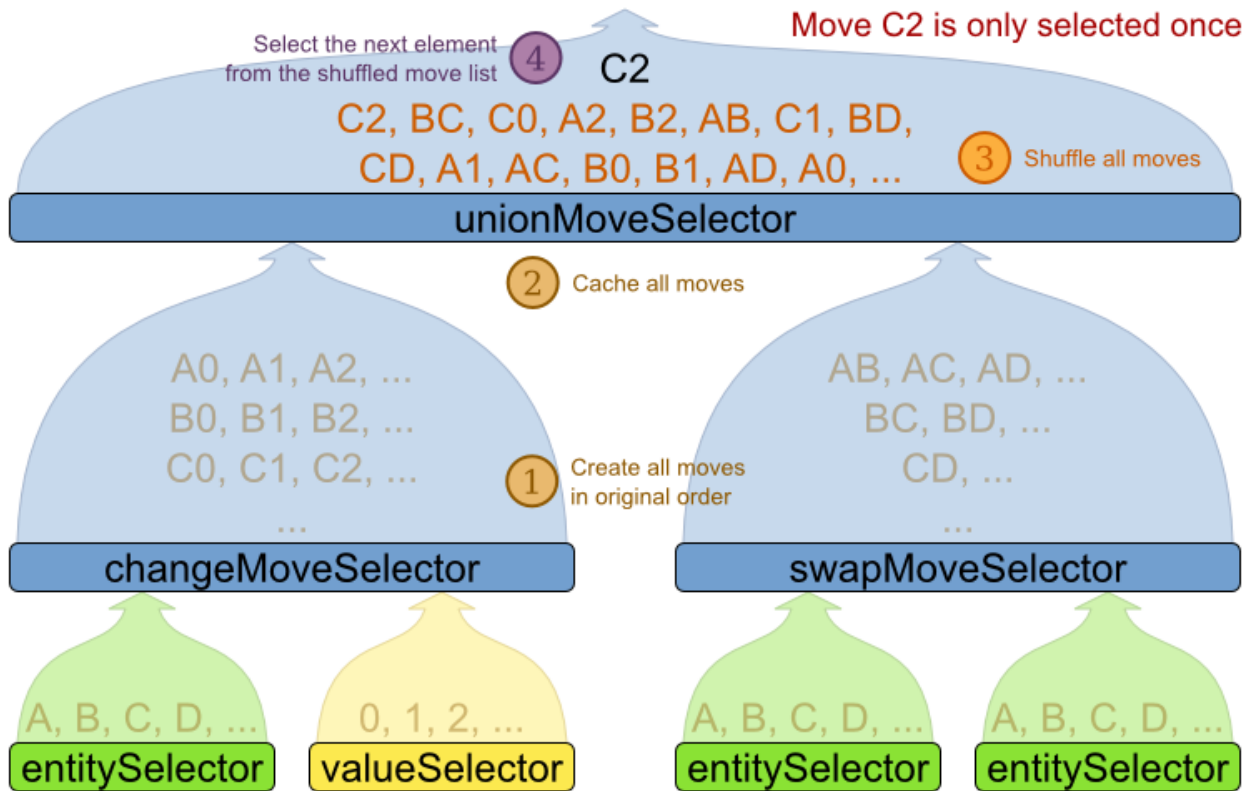 Move C2 is only selected once
Select the next element
from the shuffled move list
4
C2
C2, BC, C0, A2, B2, AB, C1, BD,
CD, A1, AC, B0, B1, AD, A0, ...
3
Shuffle all moves
unionMoveSelector
2
Cache all moves
A0, A1, A2, ...
B0, B1, B2, ...
C0, C1, C2, ...
...
1
Create all moves
in original order
AB, AC, AD, ...
BC, BD, ...
CD, ...
...
changeMoveSelector
swapMoveSelector
A, B, C, D, ...
0, 1, 2, ...
A, B, C, D, ...
A, B, C, D, ...
entitySelector
valueSelector
entitySelector
entitySelector